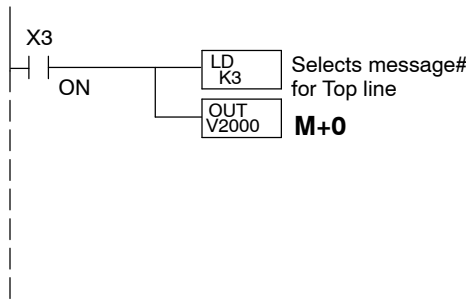 X3
ON
LD
K3
Selects message#
for Top line
OUT
V2000
M+0